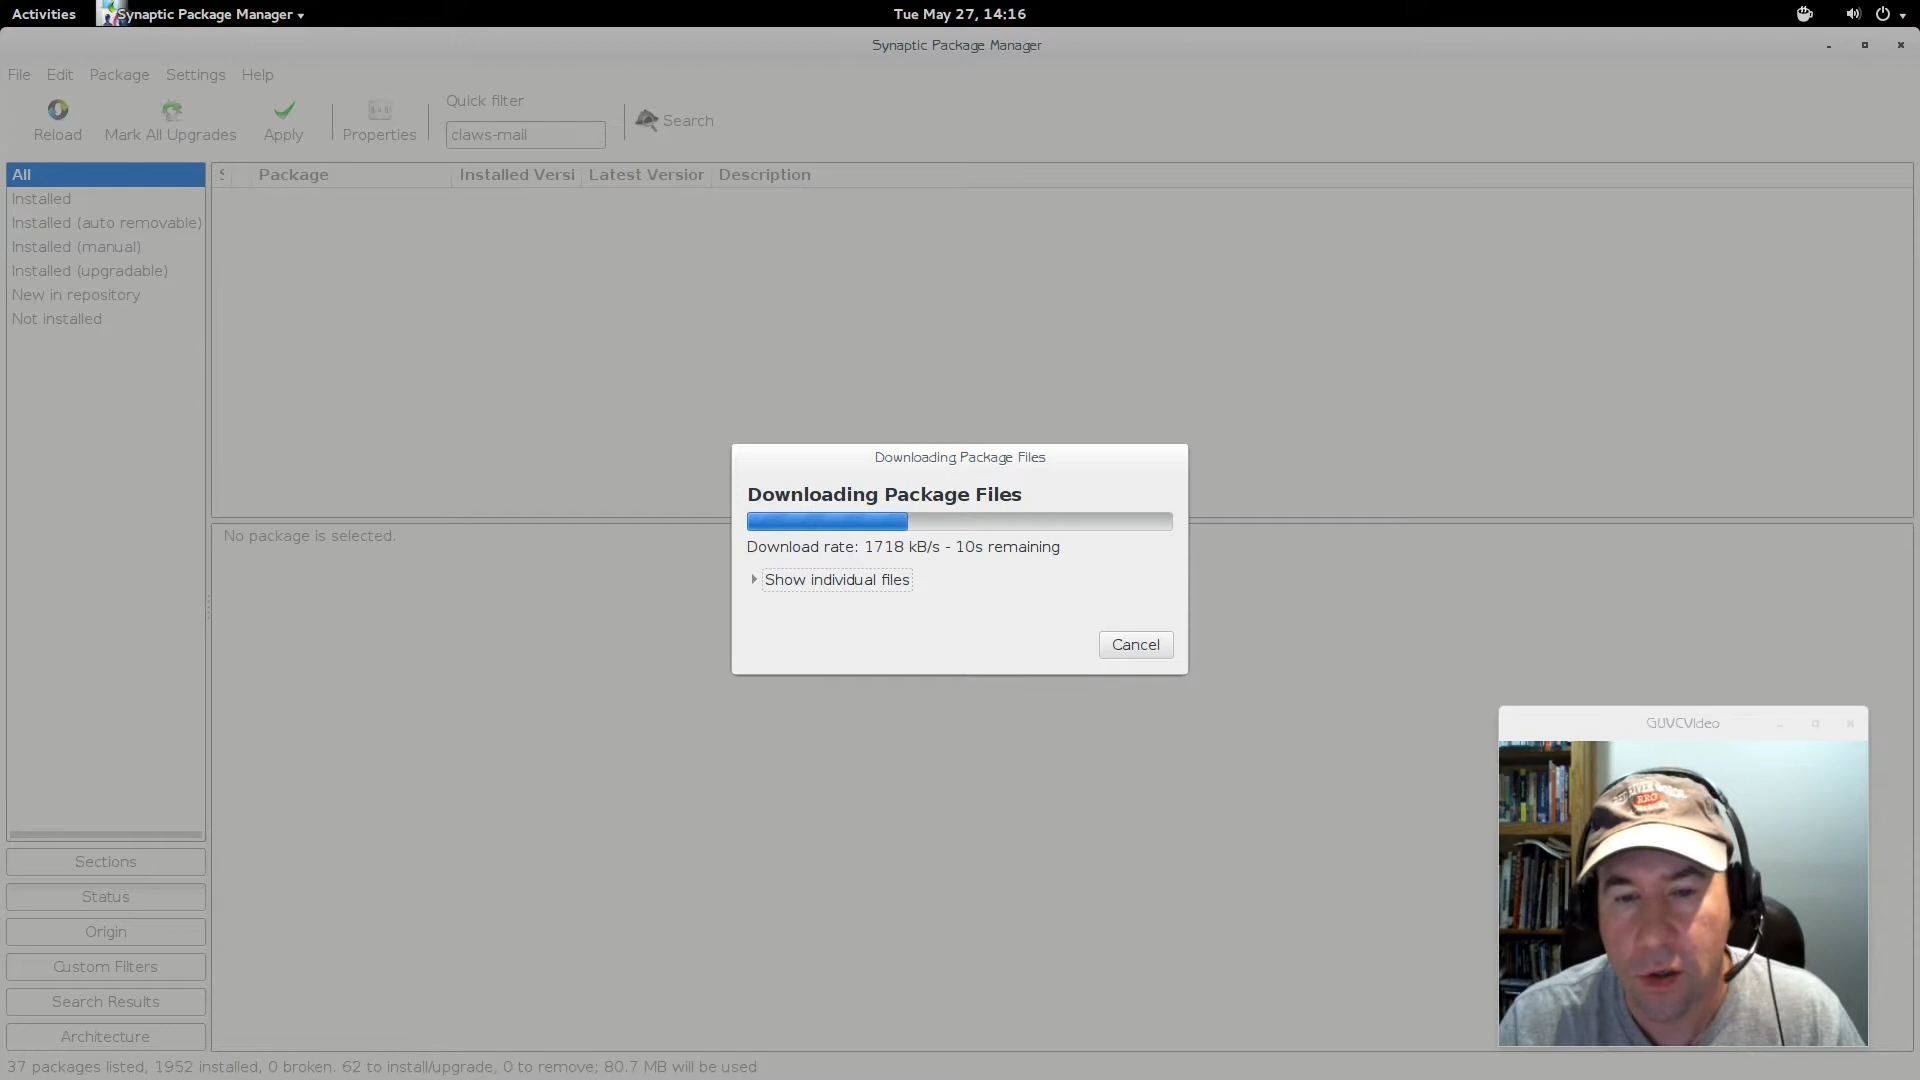 Activities Synaptic Package Manager Tue May 27, 14:16
Synaptic Package Manager
File Edit Package Settings Help
Reload Mark All Upgrades Apply Properties Quick filter Search
claws-mail
All
Installed
Installed (auto removable)
Installed (manual)
Installed (upgradable)
New in repository
Not installed
S Package Installed Versi Latest Versior Description
No package is selected.
Downloading Package Files
Downloading Package Files
Download rate: 1718 kB/s - 10s remaining
Show individual files
Cancel
GUVCVideo
RRG
Sections
Status
Origin
Custom Filters
Search Results
Architecture
37 packages listed, 1952 installed, 0 broken. 62 to install/upgrade, 0 to remove; 80.7 MB will be used